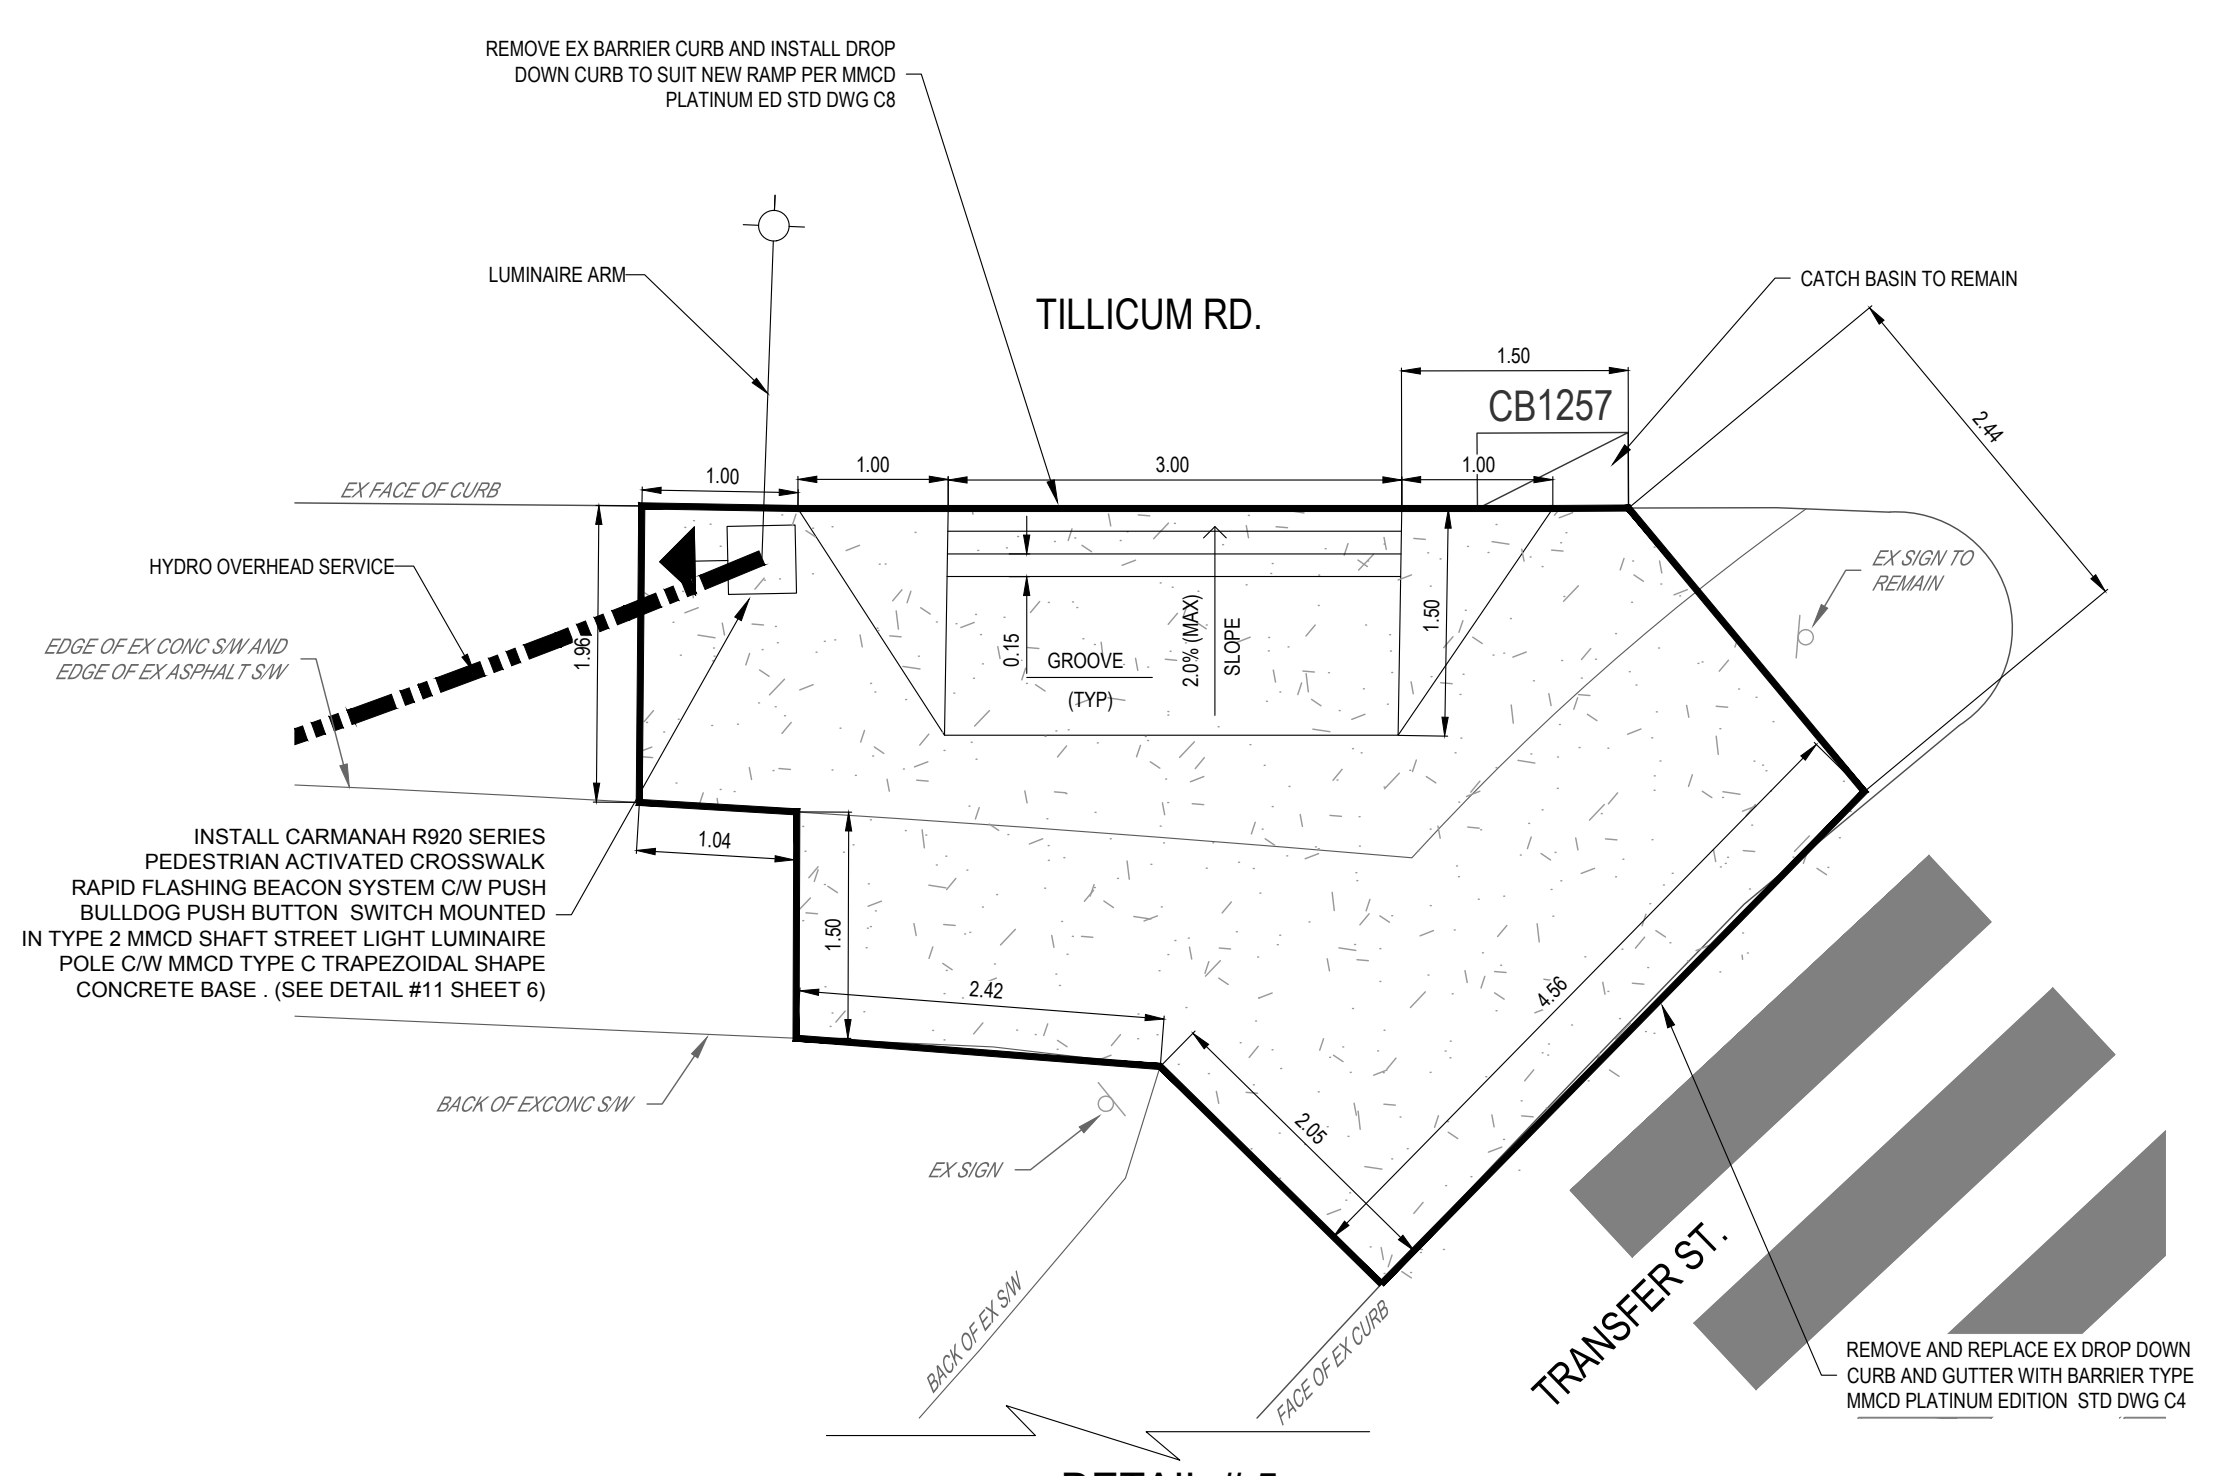 REMOVE EX BARRIER CURB AND INSTALL DROP
DOWN CURB TO SUIT NEW RAMP PER MMCD
PLATINUM ED STD DWG C8
LUMINAIRE ARM
TILLICUM RD.
CATCH BASIN TO REMAIN
1.50
CB1257
2.44
EX FACE OF CURB
1.00
1.00
3.00
1.00
HYDRO OVERHEAD SERVICE
EX SIGN TO
REMAIN
EDGE OF EX CONC S/W AND
EDGE OF EX ASPHALT S/W
1.96
0.15
GROOVE
(TYP)
2.0% (MAX)
SLOPE
1.50
INSTALL CARMANAH R920 SERIES
PEDESTRIAN ACTIVATED CROSSWALK
RAPID FLASHING BEACON SYSTEM C/W PUSH
BULLDOG PUSH BUTTON SWITCH MOUNTED
IN TYPE 2 MMCD SHAFT STREET LIGHT LUMINAIRE
POLE C/W MMCD TYPE C TRAPEZOIDAL SHAPE
CONCRETE BASE . (SEE DETAIL #11 SHEET 6)
1.04
1.50
2.42
4.56
2.05
BACK OF EXCONC S/W
EX SIGN
BACK OF EX S/W
FACE OF EX CURB
TRANSFER ST.
REMOVE AND REPLACE EX DROP DOWN
CURB AND GUTTER WITH BARRIER TYPE
MMCD PLATINUM EDITION STD DWG C4
DETAIL # 5